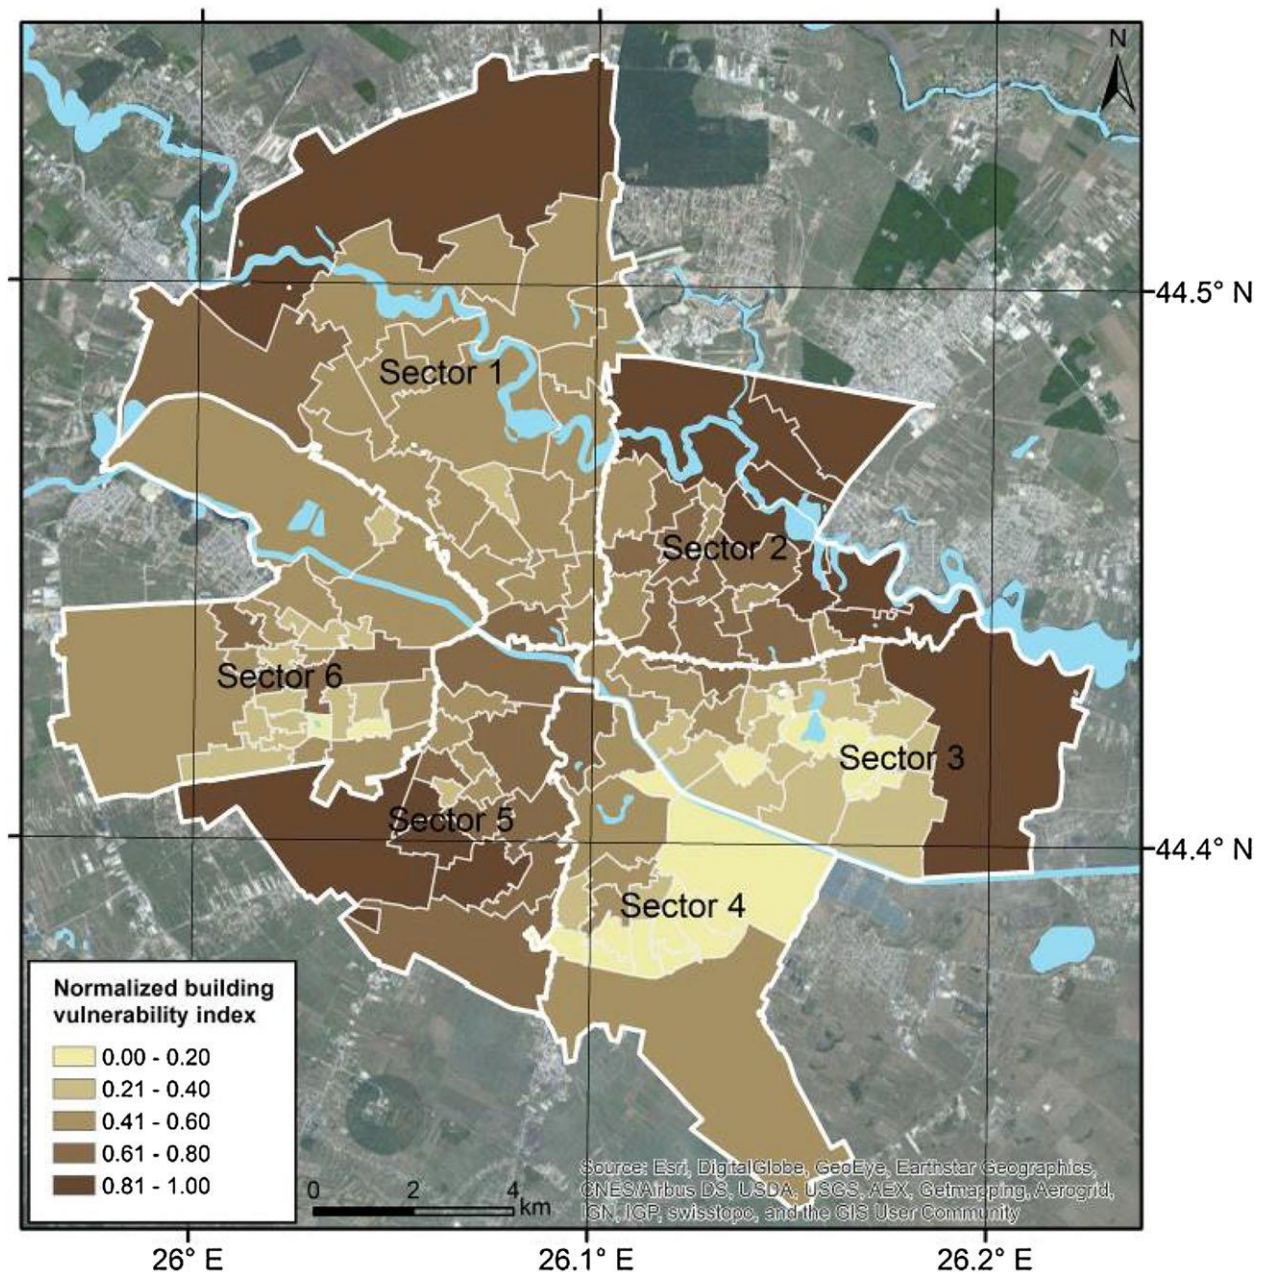 N
44.5° N
Sector 1
Sector 2
Sector 6
Sector 3
Sector 5
44.4° N
Sector 4
Normalized building
vulnerability index
0.00 - 0.20
0.21 - 0.40
0.41 - 0.60
0.61 - 0.80
0.81 - 1.00
0 2 4
km
Source: Esri, DigitalGlobe, GeoEye, Earthstar Geographics,
CNES/Airbus DS, USDA, USGS, AEX, Getmapping, Aerogrid,
IGN, IGP, swisstopo, and the GIS User Community
26° E 26.1° E 26.2° E